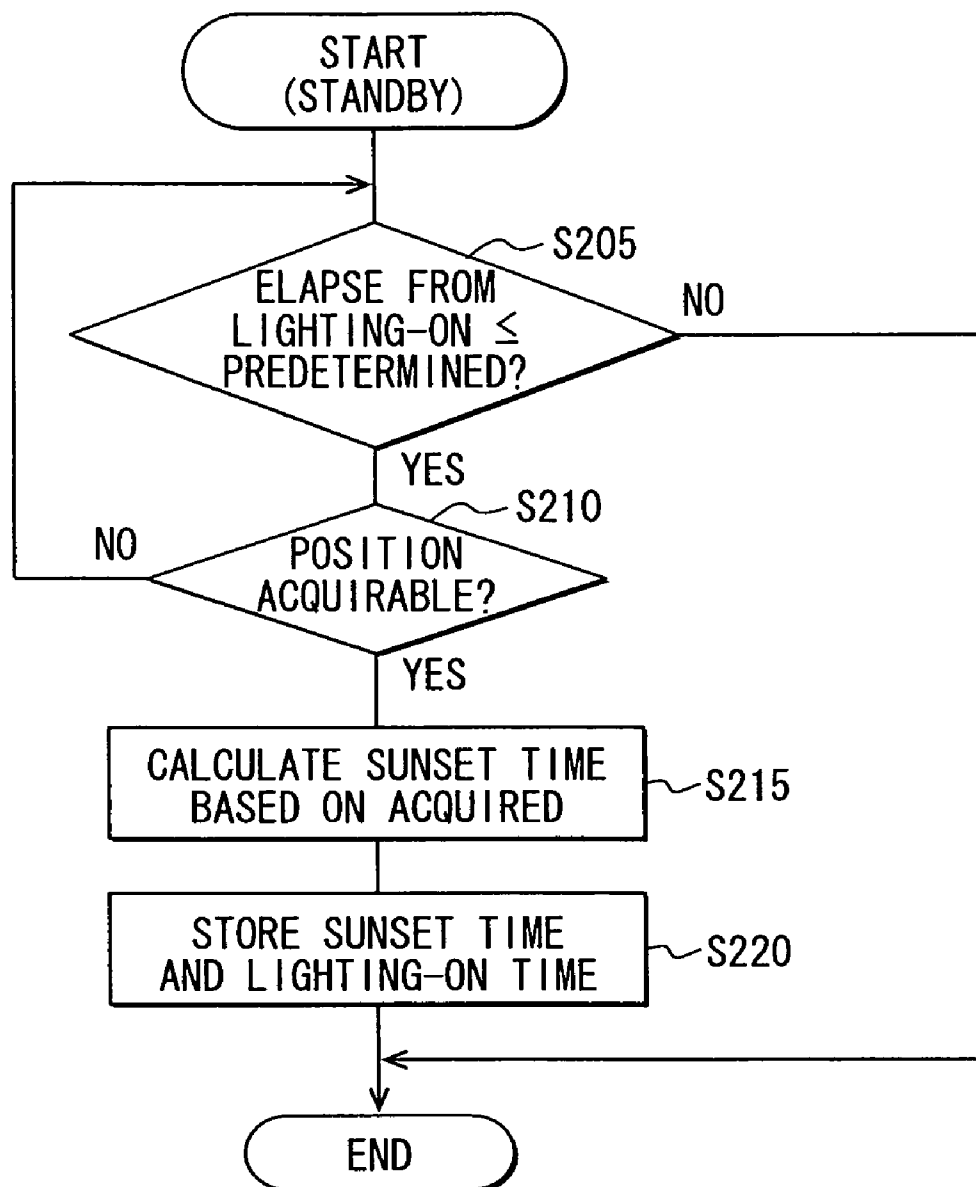 START
(STANDBY)
S205
ELAPSE FROM
LIGHTING-ON ≤
PREDETERMINED?
NO
YES
S210
NO
POSITION
ACQUIRABLE?
YES
CALCULATE SUNSET TIME
BASED ON ACQUIRED
S215
STORE SUNSET TIME
AND LIGHTING-ON TIME
S220
END